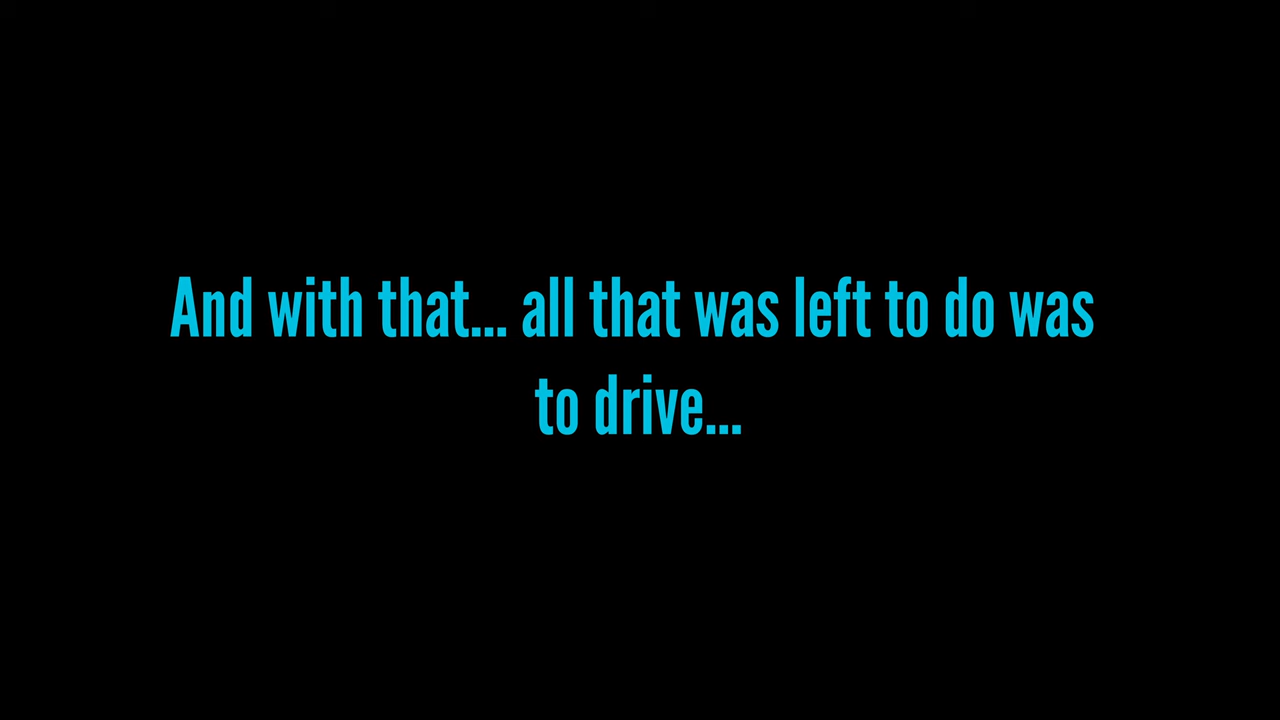 And with that... all that was left to do was
to drive...